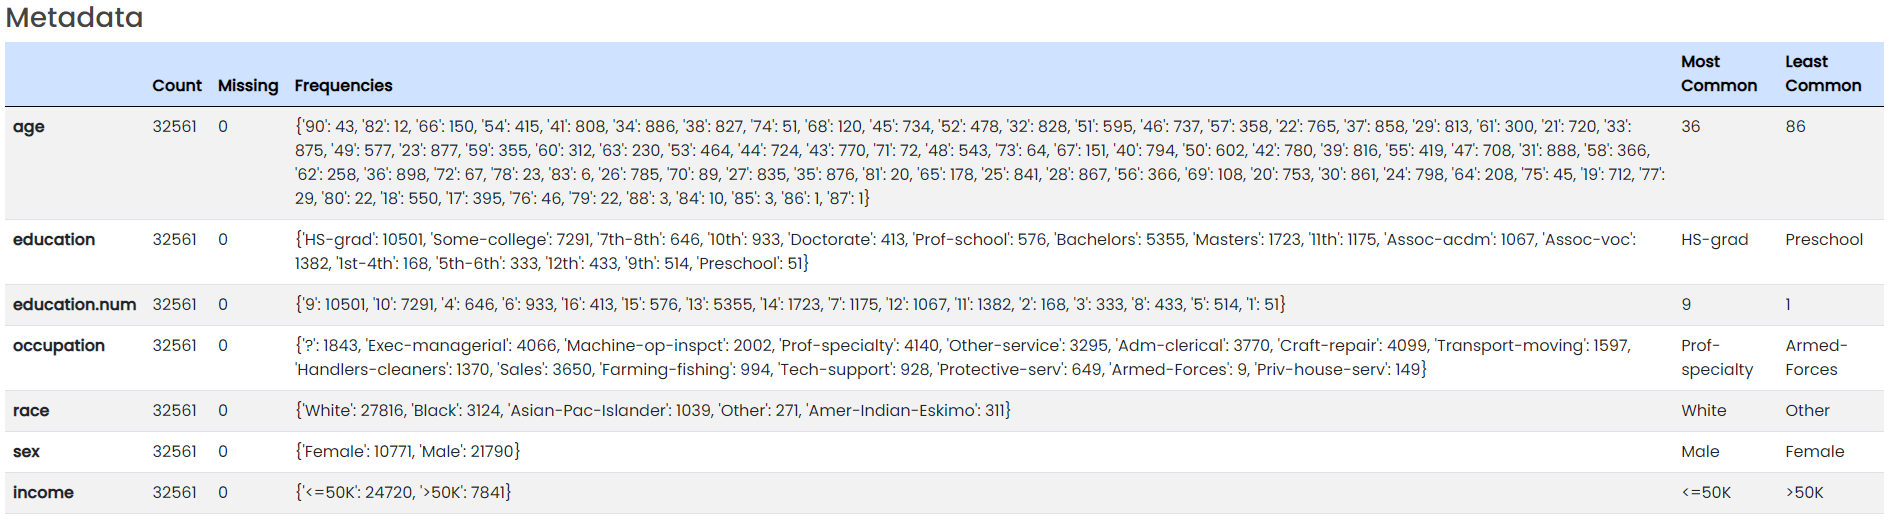 Metadata
Count Missing Frequencies Most Common Least Common
age 32561 0 {'90': 43, '82': 12, '66': 150, '54': 415, '41': 808, '34': 886, '38': 827, '74': 51, '68': 120, '45': 734, '52': 478, '32': 828, '51': 595, '46': 737, '57': 358, '22': 765, '37': 858, '29': 813, '61': 300, '21': 720, '33': 36 86
875, '49': 577, '23': 877, '59': 355, '60': 312, '63': 230, '53': 464, '44': 724, '43': 770, '71': 72, '48': 543, '73': 64, '67': 151, '40': 794, '50': 602, '42': 780, '39': 816, '55': 419, '47': 708, '31': 888, '58': 366,
'62': 258, '36': 898, '72': 67, '78': 23, '83': 6, '26': 785, '70': 89, '27': 835, '35': 876, '81': 20, '65': 178, '25': 841, '28': 867, '56': 366, '69': 108, '20': 753, '30': 861, '24': 798, '64': 208, '75': 45, '19': 712, '77':
29, '80': 22, '18': 550, '17': 395, '76': 46, '79': 22, '88': 3, '84': 10, '85': 3, '86': 1, '87': 1}
education 32561 0 {'HS-grad': 10501, 'Some-college': 7291, '7th-8th': 646, '10th': 933, 'Doctorate': 413, 'Prof-school': 576, 'Bachelors': 5355, 'Masters': 1723, '11th': 1175, 'Assoc-acdm': 1067, 'Assoc-voc': HS-grad Preschool
1382, '1st-4th': 168, '5th-6th': 333, '12th': 433, '9th': 514, 'Preschool': 51}
education.num 32561 0 {'9': 10501, '10': 7291, '4': 646, '6': 933, '16': 413, '15': 576, '13': 5355, '14': 1723, '7': 1175, '12': 1067, '11': 1382, '2': 168, '3': 333, '8': 433, '5': 514, '1': 51} 9 1
occupation 32561 0 {'?': 1843, 'Exec-managerial': 4066, 'Machine-op-inspct': 2002, 'Prof-specialty': 4140, 'Other-service': 3295, 'Adm-clerical': 3770, 'Craft-repair': 4099, 'Transport-moving': 1597, Prof- Armed-
'Handlers-cleaners': 1370, 'Sales': 3650, 'Farming-fishing': 994, 'Tech-support': 928, 'Protective-serv': 649, 'Armed-Forces': 9, 'Priv-house-serv': 149} specialty Forces
race 32561 0 {'White': 27816, 'Black': 3124, 'Asian-Pac-Islander': 1039, 'Other': 271, 'Amer-Indian-Eskimo': 311} White Other
sex 32561 0 {'Female': 10771, 'Male': 21790} Male Female
income 32561 0 {'<=50K': 24720, '>50K': 7841} <=50K >50K